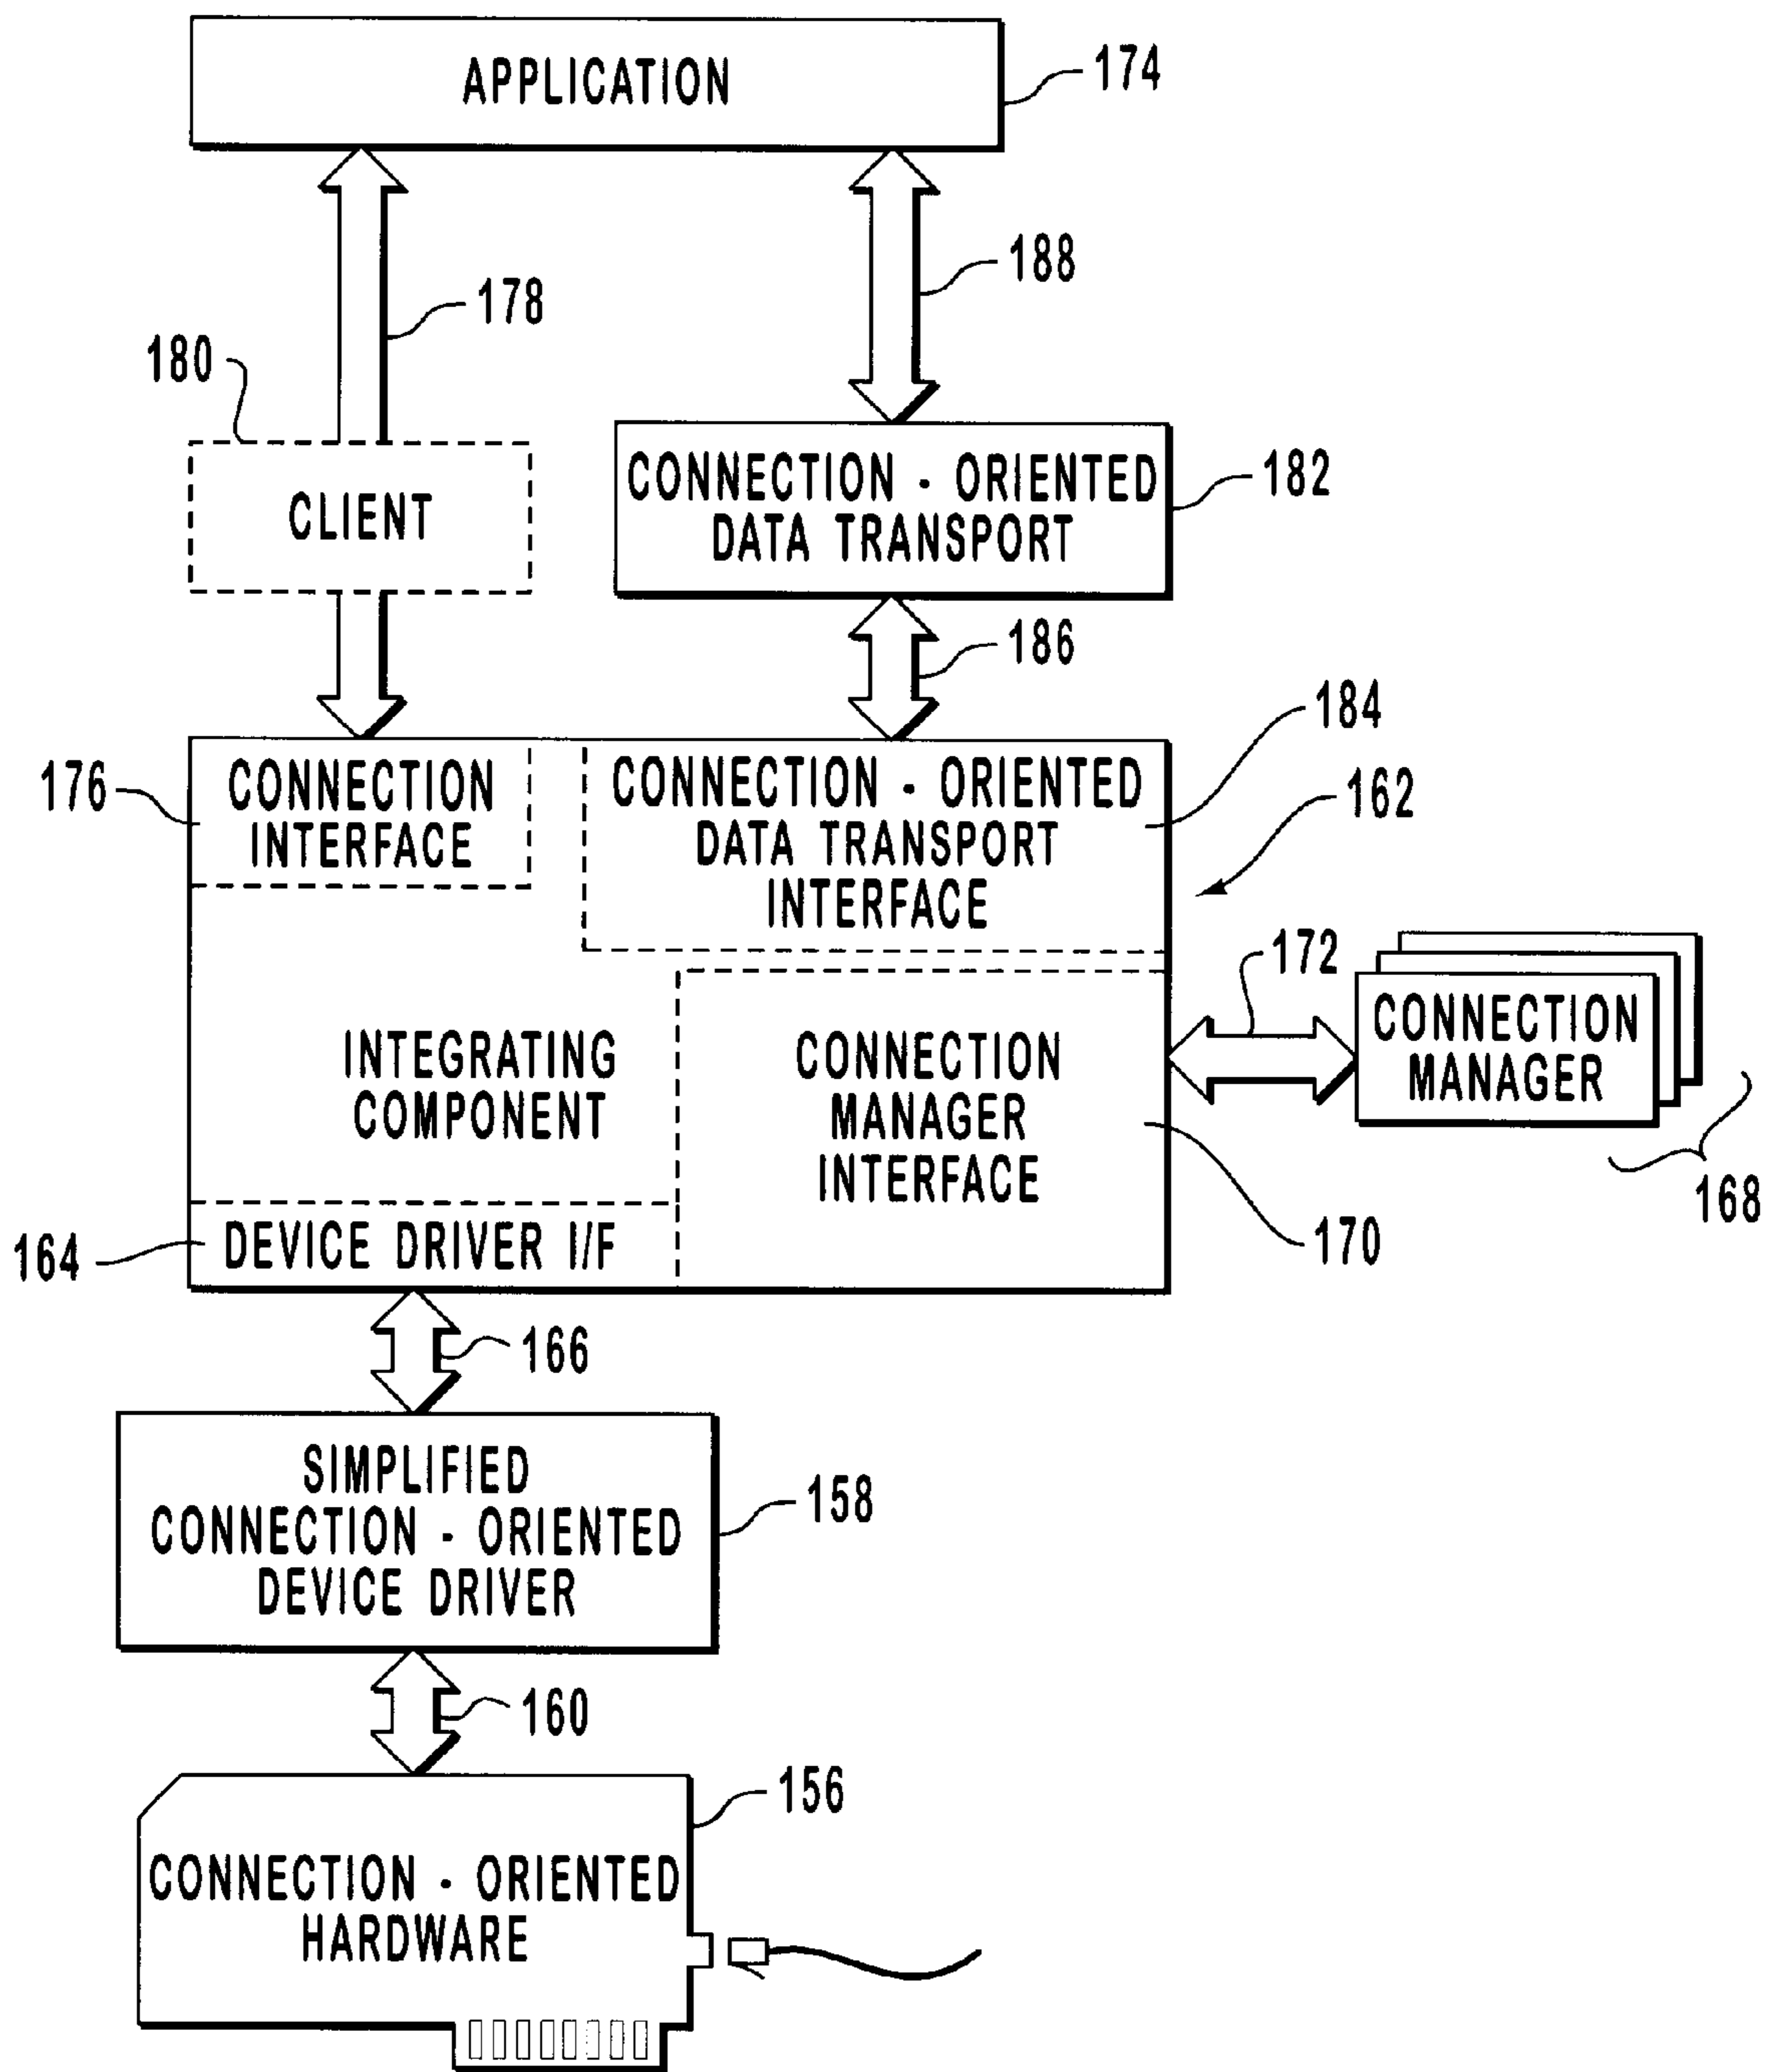 APPLICATION
174
188
178
180
CLIENT
CONNECTION - ORIENTED
DATA TRANSPORT
182
186
184
162
176
CONNECTION
INTERFACE
CONNECTION - ORIENTED
DATA TRANSPORT
INTERFACE
172
CONNECTION
MANAGER
168
INTEGRATING
COMPONENT
CONNECTION
MANAGER
INTERFACE
170
164
DEVICE DRIVER I/F
166
SIMPLIFIED
CONNECTION - ORIENTED
DEVICE DRIVER
158
160
156
CONNECTION - ORIENTED
HARDWARE